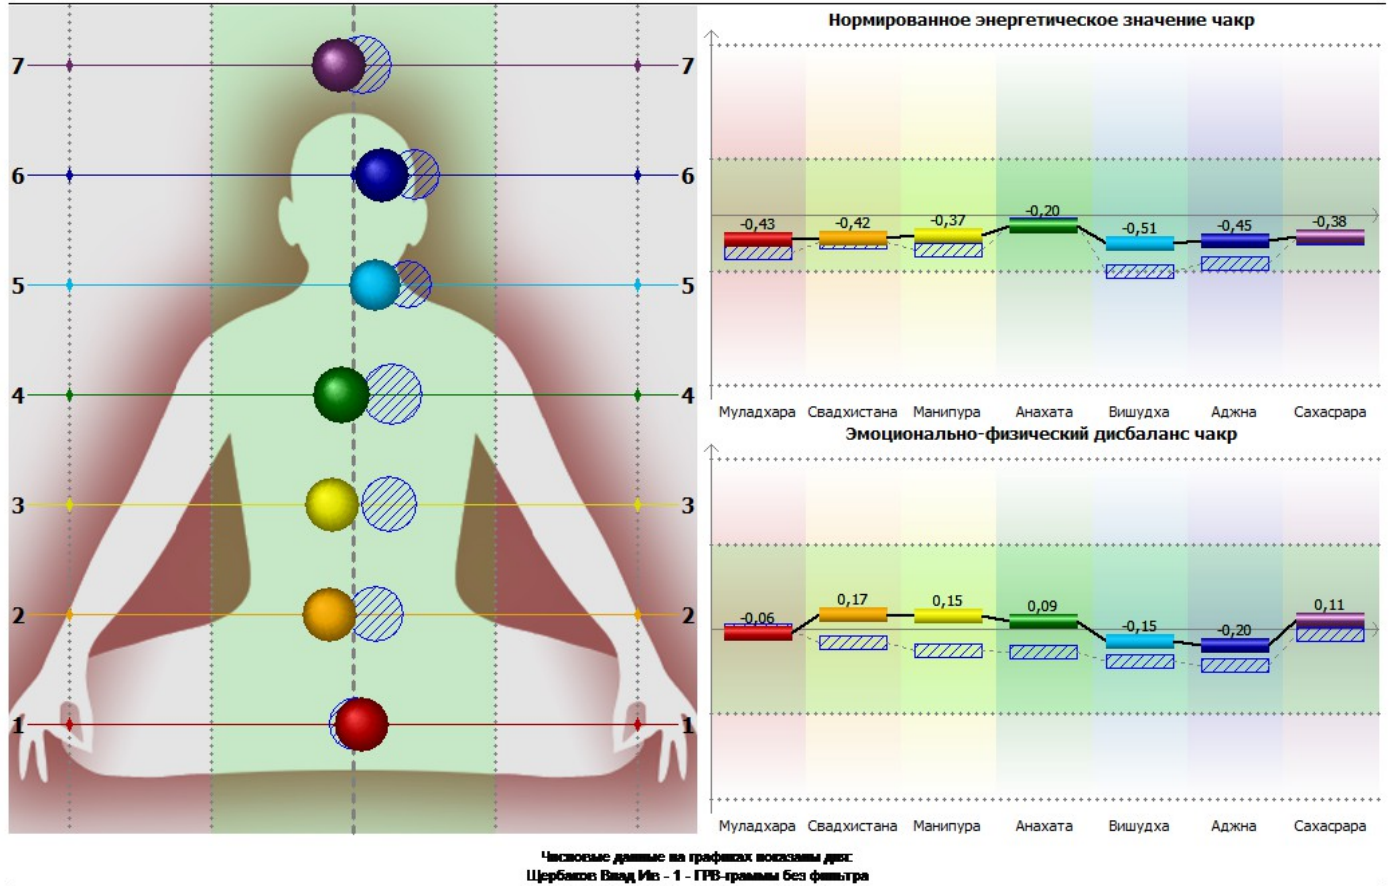 Нормированное энергетическое значение чакр
7 7
6 6
5 5
4 4
3 3
2 2
1 1
-0,43 -0,42 -0,37 -0,20 -0,51 -0,45 -0,38
Муладхара Свадхистана Манипура Анахата Вишудха Аджна Сахасрара
Эмоционально-физический дисбаланс чакр
-0,06 0,17 0,15 0,09 -0,15 -0,20 0,11
Муладхара Свадхистана Манипура Анахата Вишудха Аджна Сахасрара
Числовые данные на графиках показаны для:
Щербаков Влад Ив - 1 - ГРВ-граммы без фильтра